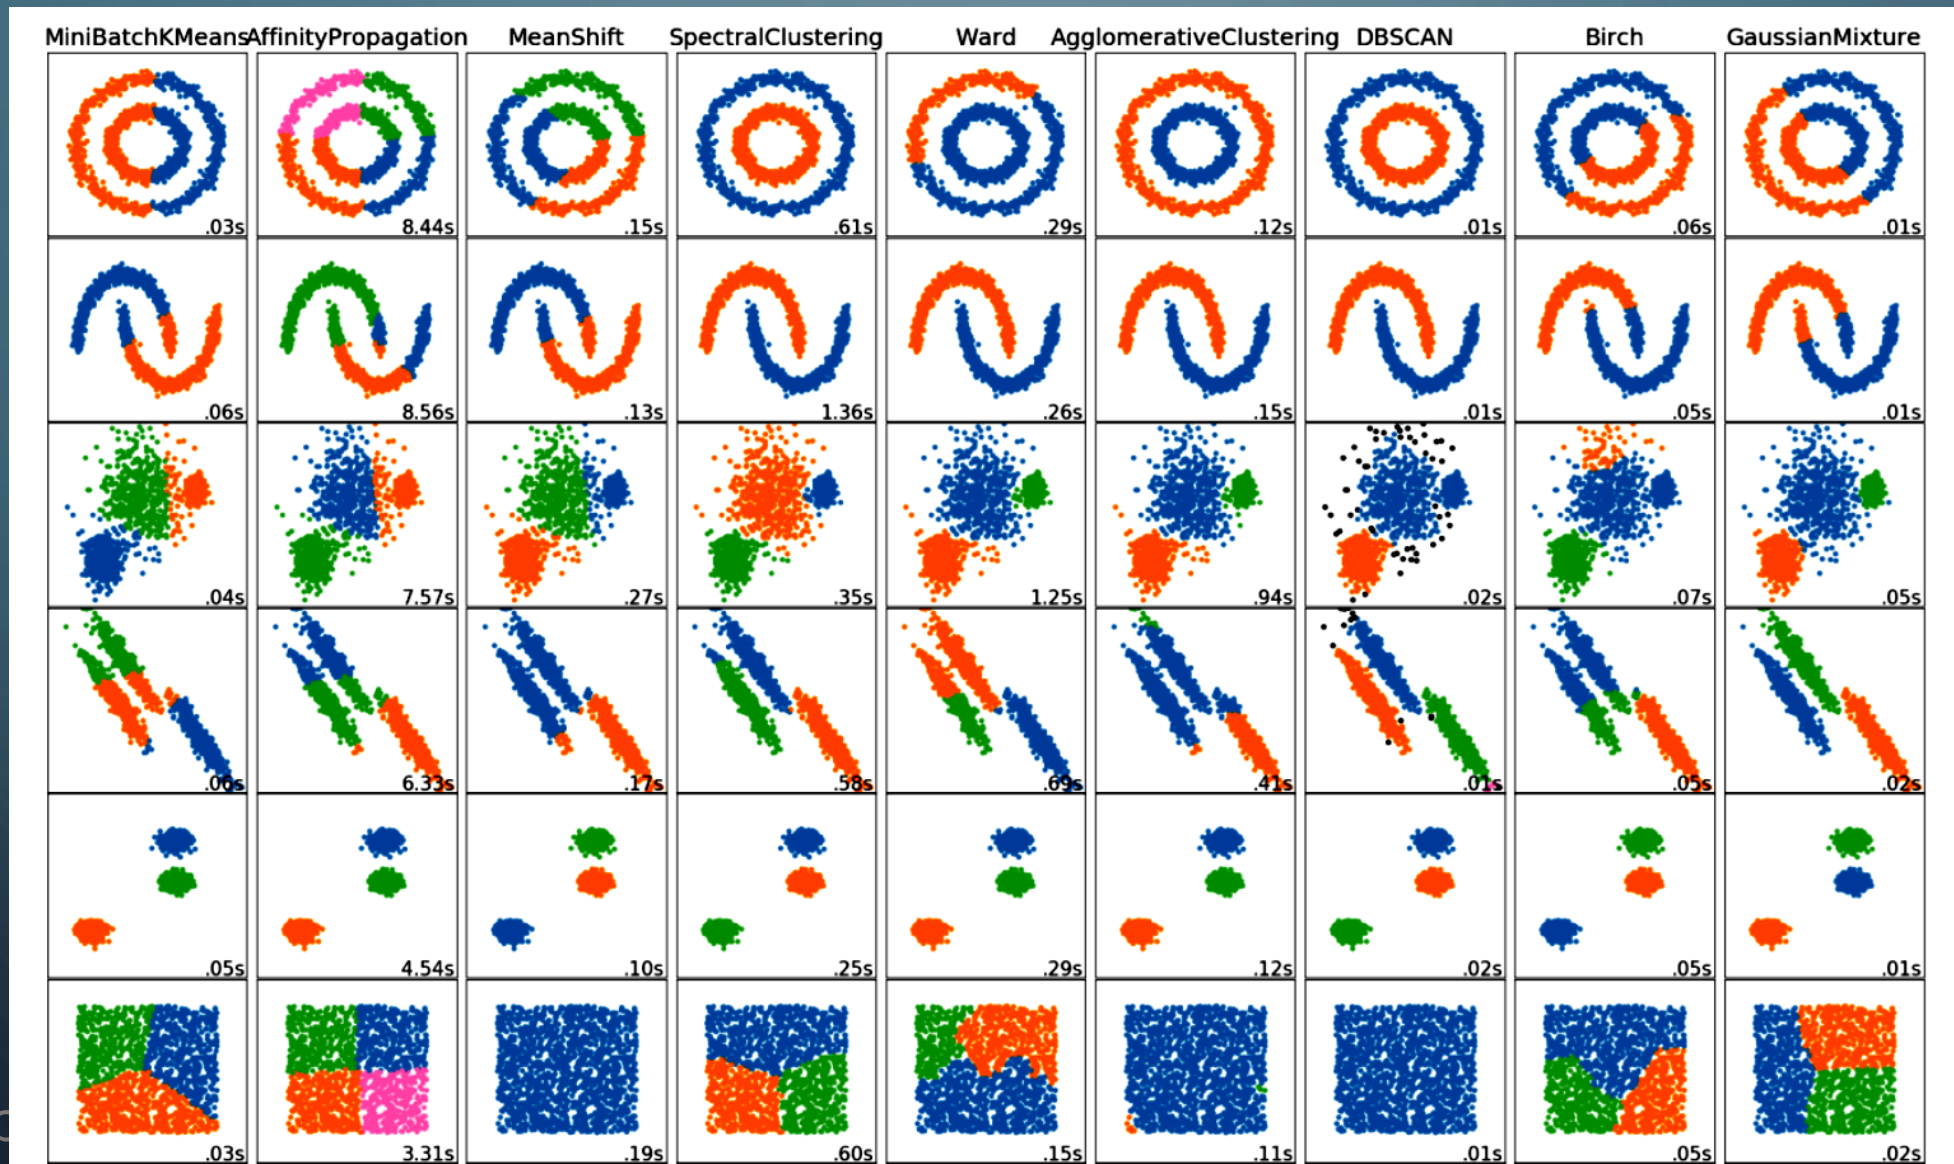 MiniBatchKMeans AffinityPropagation MeanShift SpectralClustering Ward AgglomerativeClustering DBSCAN Birch GaussianMixture
.03s 8.44s .15s .61s .29s .12s .01s .06s .01s
.06s 8.56s .13s 1.36s .26s .15s .01s .05s .01s
.04s 7.57s .27s .35s 1.25s .94s .02s .07s .05s
.06s 6.33s .17s .58s .69s .41s .01s .05s .02s
.05s 4.54s .10s .25s .29s .12s .02s .05s .01s
.03s 3.31s .19s .60s .15s .11s .01s .05s .02s